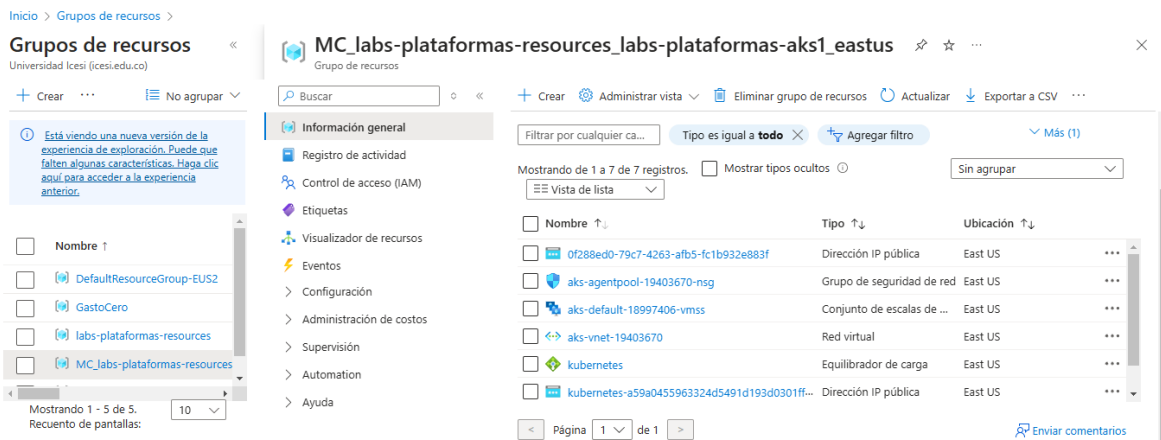 Inicio > Grupos de recursos >
Grupos de recursos «
Universidad Icesi (icesi.edu.co)
+ Crear ··· No agrupar
Está viendo una nueva versión de la
experiencia de exploración. Puede que
falten algunas características. Haga clic
aquí para acceder a la experiencia
anterior.
Nombre ↑
DefaultResourceGroup-EUS2
GastoCero
labs-plataformas-resources
MC_labs-plataformas-resources
Mostrando 1 - 5 de 5.
Recuento de pantallas:
10
MC_labs-plataformas-resources_labs-plataformas-aks1_eastus ···
Grupo de recursos
Buscar «
Información general
Registro de actividad
Control de acceso (IAM)
Etiquetas
Visualizador de recursos
Eventos
> Configuración
> Administración de costos
> Supervisión
> Automation
> Ayuda
+ Crear Administrar vista Eliminar grupo de recursos Actualizar Exportar a CSV ···
Filtrar por cualquier ca... Tipo es igual a todo Agregar filtro Más (1)
Mostrando de 1 a 7 de 7 registros. Mostrar tipos ocultos Sin agrupar
Vista de lista
Nombre ↑↓ Tipo ↑↓ Ubicación ↑↓
0f288ed0-79c7-4263-afb5-fc1b932e883f Dirección IP pública East US ···
aks-agentpool-19403670-nsg Grupo de seguridad de red East US ···
aks-default-18997406-vmss Conjunto de escalas de ... East US ···
aks-vnet-19403670 Red virtual East US ···
kubernetes Equilibrador de carga East US ···
kubernetes-a59a0455963324d5491d193d0301ff... Dirección IP pública East US ···
< Página 1 de 1 > Enviar comentarios